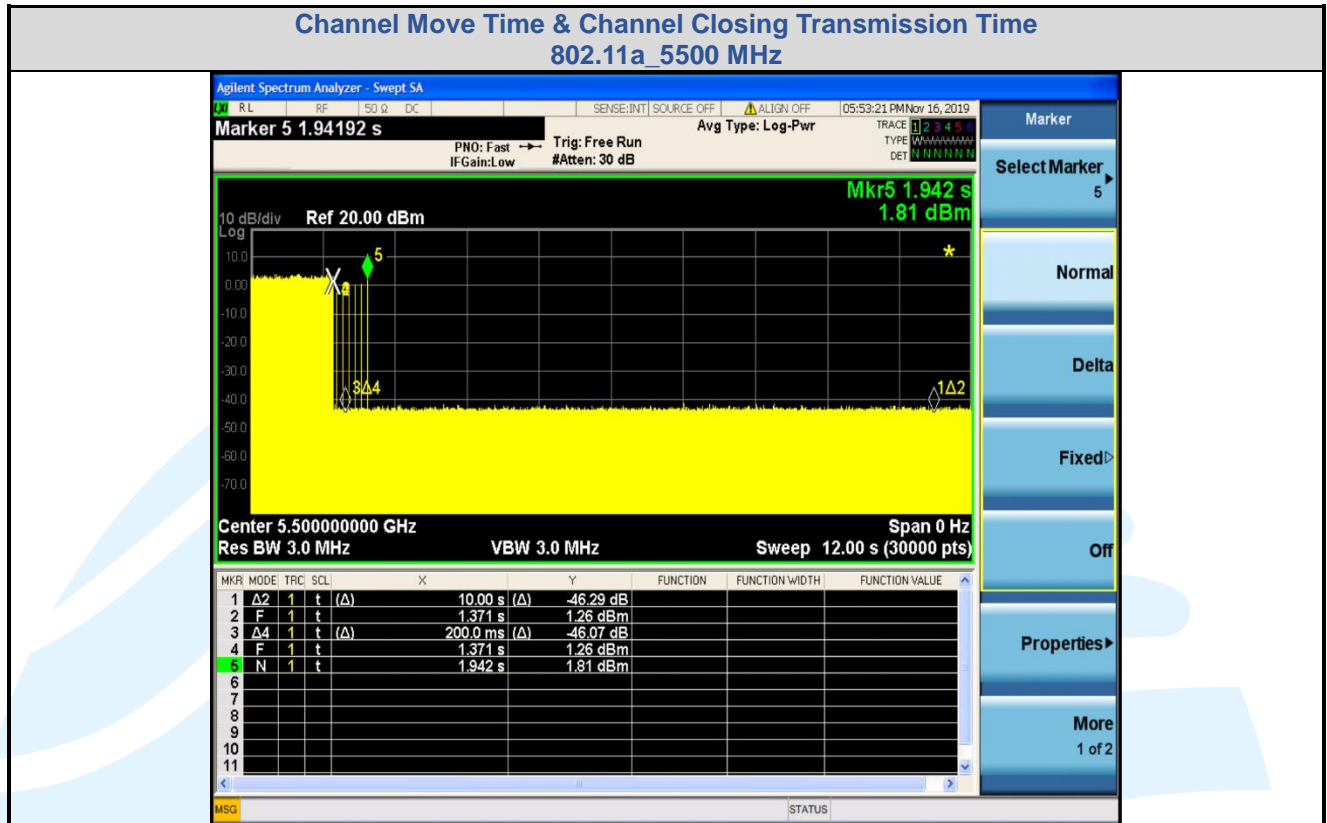 Channel Move Time & Channel Closing Transmission Time
802.11a_5500 MHz
Agilent Spectrum Analyzer - Swept SA
LXI RL RF 50 Ω DC SENSE:INT SOURCE OFF ALIGN OFF 05:53:21 PM Nov 16, 2019
Marker 5 1.94192 s
PNO: Fast
IFGain:Low
Trig: Free Run
#Atten: 30 dB
Avg Type: Log-Pwr
TRACE 1 2 3 4 5 6
TYPE W
DET N N N N N N
Mkr5 1.942 s
1.81 dBm
10 dB/div Ref 20.00 dBm
Log
10.0
0.00
-10.0
-20.0
-30.0
-40.0
-50.0
-60.0
-70.0
5
*
X
3Δ4
1Δ2
Center 5.500000000 GHz Span 0 Hz
Res BW 3.0 MHz VBW 3.0 MHz Sweep 12.00 s (30000 pts)
MKR MODE TRC SCL X Y FUNCTION FUNCTION WIDTH FUNCTION VALUE
1 Δ2 1 t (Δ) 10.00 s (Δ) -46.29 dB
2 F 1 t 1.371 s 1.26 dBm
3 Δ4 1 t (Δ) 200.0 ms (Δ) -46.07 dB
4 F 1 t 1.371 s 1.26 dBm
5 N 1 t 1.942 s 1.81 dBm
6
7
8
9
10
11
MSG STATUS
Marker
Select Marker
5
Normal
Delta
Fixed
Off
Properties
More
1 of 2